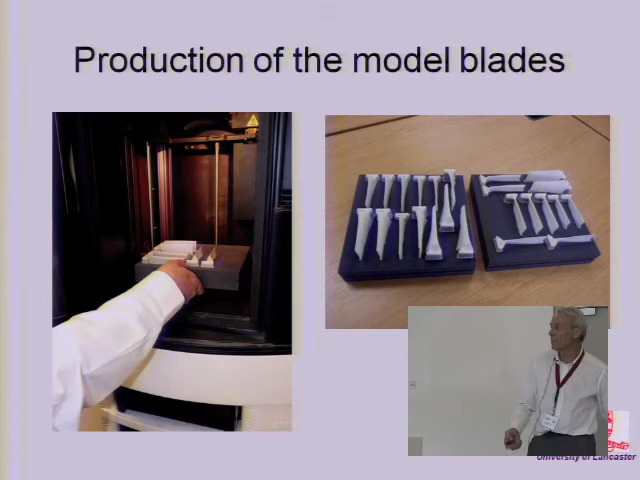 Production of the model blades
University of Lancaster